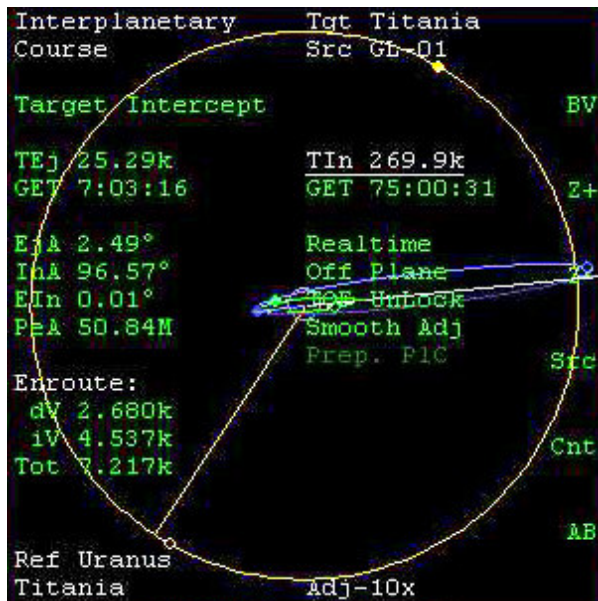 Interplanetary Tgt Titania
Course Src GL-01
Target Intercept BV
TEj 25.29k TIn 269.9k
GET 7:03:16 GET 75:00:31 Z+
EjA 2.49° Realtime
InA 96.57° Off Plane
EIn 0.01° TOF UnLock
PeA 50.84M Smooth Adj
Prep. PlC Src
Enroute:
dV 2.680k
iV 4.537k Cnt
Tot 7.217k
AB
Ref Uranus
Titania Adj-10x